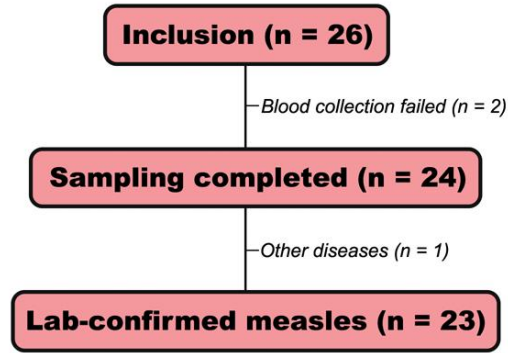 Inclusion (n = 26)
Blood collection failed (n = 2)
Sampling completed (n = 24)
Other diseases (n = 1)
Lab-confirmed measles (n = 23)